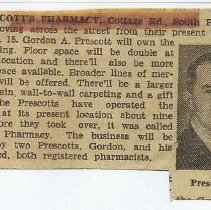 COTT'S PHARMACY, Cottage Rd. South P
oving across the street from their present
15. Gordon A. Prescott will own the
ing. Floor space will be double at
location and there'll also be more
pace available. Broader lines of mer-
will be offered. There'll be a larger
ain, wall-to-wall carpeting and a gift
the Prescotts have operated the
at its present location about nine
ore they took over, it was called
Pharmacy. The business will be
by two Prescotts, Gordon, and his
ed, both registered pharmacists.
Pres